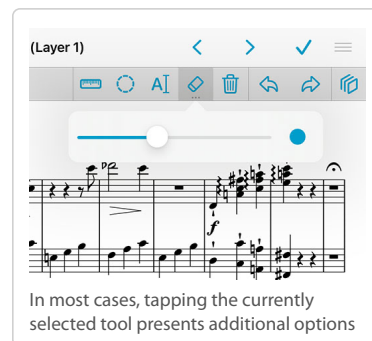 (Layer 1)
A
f
In most cases, tapping the currently
selected tool presents additional options